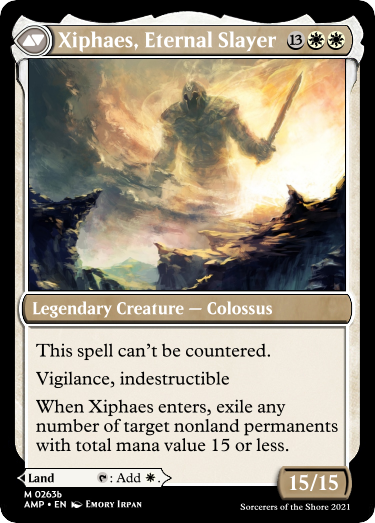 Xiphaes, Eternal Slayer 13
Legendary Creature — Colossus
This spell can't be countered.
Vigilance, indestructible
When Xiphaes enters, exile any
number of target nonland permanents
with total mana value 15 or less.
Land : Add .
15/15
M 0263b
AMP • EN Emory Irpan
Sorcerers of the Shore 2021